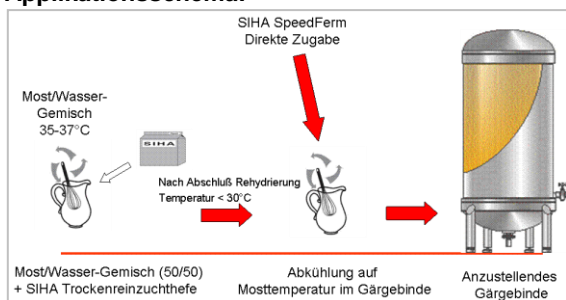 Applikationsschema:
SIHA SpeedFerm
Direkte Zugabe
Most/Wasser-
Gemisch
35-37°C
SIHA
Nach Abschluß Rehydrierung
Temperatur < 30°C
Most/Wasser-Gemisch (50/50)
+ SIHA Trockenreinzuchthefe
Abkühlung auf
Mosttemperatur im Gärgebinde
Anzustellendes
Gärgebinde